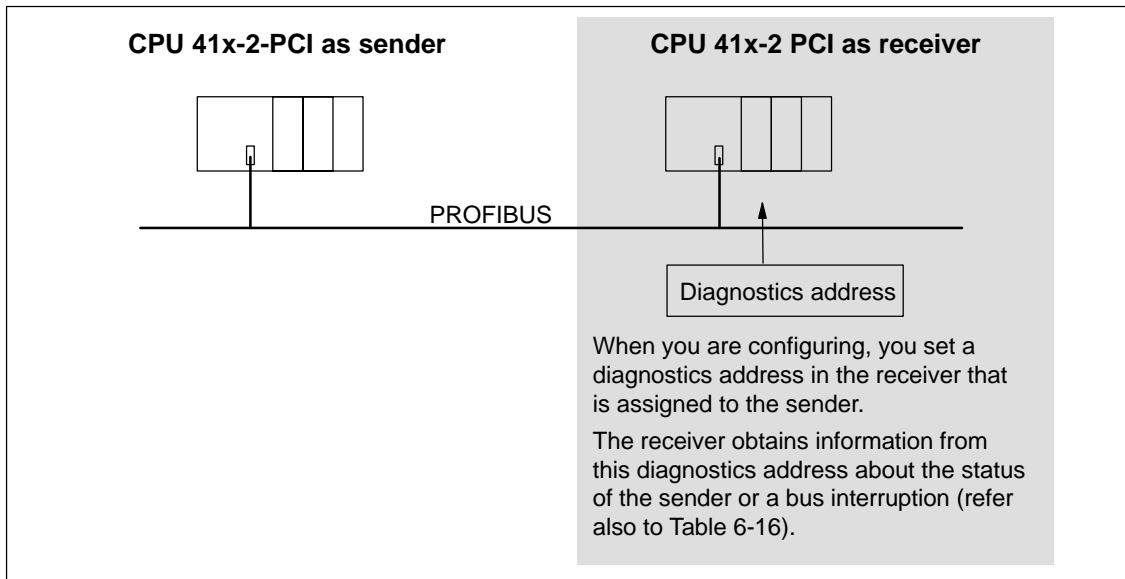 CPU 41x-2-PCI as sender
CPU 41x-2 PCI as receiver
PROFIBUS
Diagnostics address
When you are configuring, you set a
diagnostics address in the receiver that
is assigned to the sender.
The receiver obtains information from
this diagnostics address about the status
of the sender or a bus interruption (refer
also to Table 6-16).